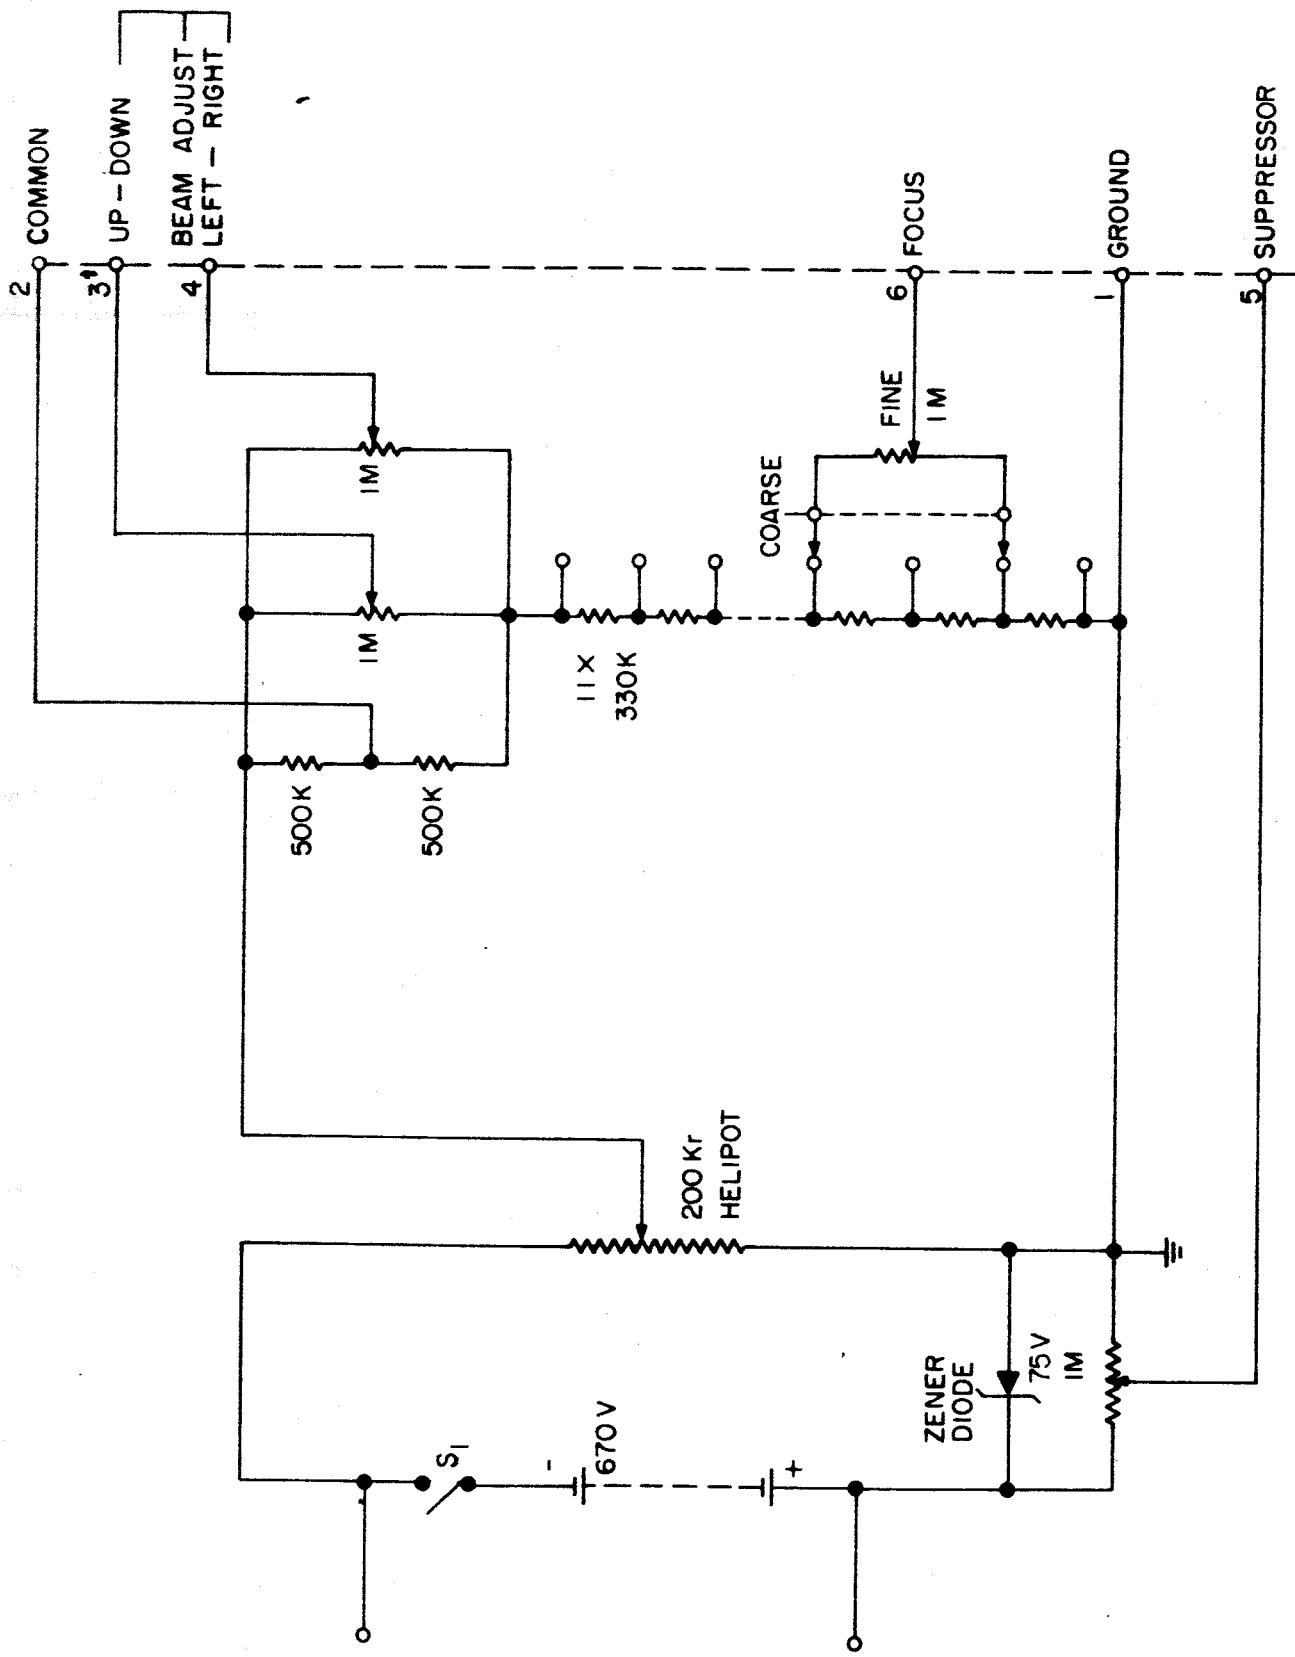 2
COMMON
3
UP-DOWN
BEAM ADJUST
4
LEFT - RIGHT
1M
1M
500K
500K
11 X
330K
COARSE
FINE
1M
6
FOCUS
1
GROUND
5
SUPPRESSOR
200 Kr
HELIPOT
S1
-
670 V
+
ZENER
DIODE
75V
1M